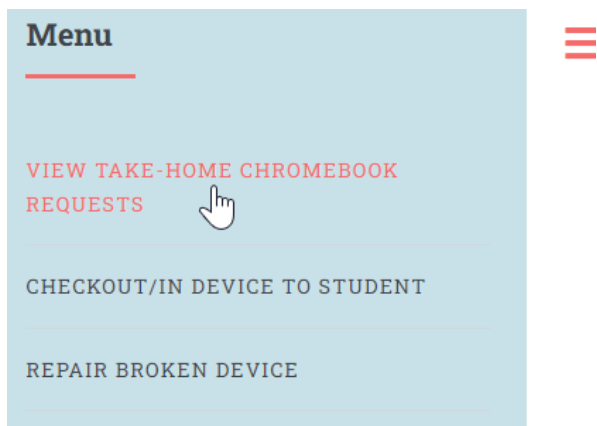 Menu
VIEW TAKE-HOME CHROMEBOOK
REQUESTS
CHECKOUT/IN DEVICE TO STUDENT
REPAIR BROKEN DEVICE